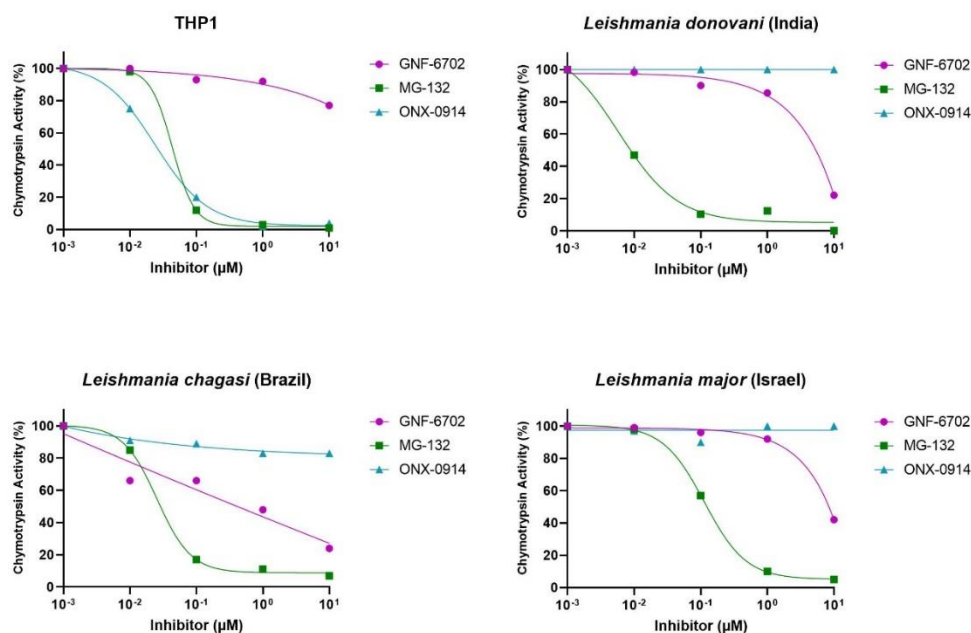 THP1
Chymotrypsin Activity (%)
100
80
60
40
20
0
10⁻³ 10⁻² 10⁻¹ 10⁰ 10¹
Inhibitor (µM)
GNF-6702
MG-132
ONX-0914
Leishmania donovani (India)
Chymotrypsin Activity (%)
100
80
60
40
20
0
10⁻³ 10⁻² 10⁻¹ 10⁰ 10¹
Inhibitor (µM)
GNF-6702
MG-132
ONX-0914
Leishmania chagasi (Brazil)
Chymotrypsin Activity (%)
100
80
60
40
20
0
10⁻³ 10⁻² 10⁻¹ 10⁰ 10¹
Inhibitor (µM)
GNF-6702
MG-132
ONX-0914
Leishmania major (Israel)
Chymotrypsin Activity (%)
100
80
60
40
20
0
10⁻³ 10⁻² 10⁻¹ 10⁰ 10¹
Inhibitor (µM)
GNF-6702
MG-132
ONX-0914